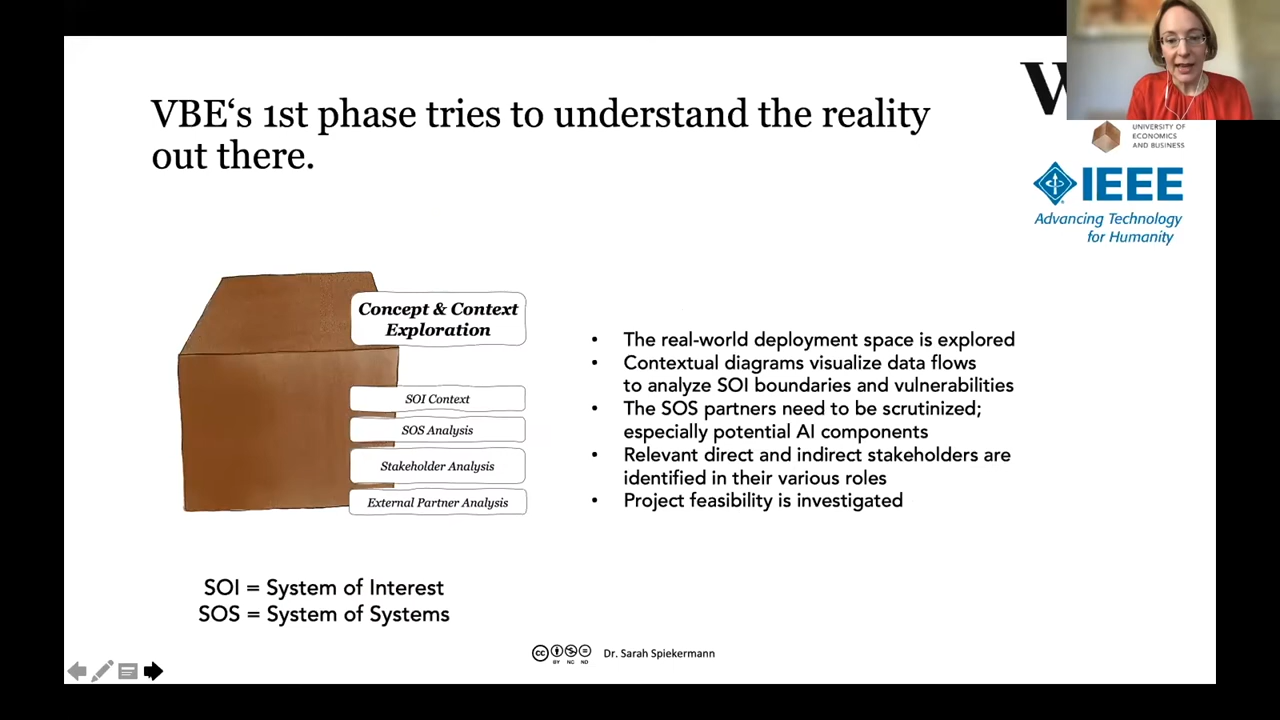 VBE‘s 1st phase tries to understand the reality
out there.
W
UNIVERSITY OF
ECONOMICS
AND BUSINESS
IEEE
Advancing Technology
for Humanity
Concept & Context
Exploration
SOI Context
SOS Analysis
Stakeholder Analysis
External Partner Analysis
• The real-world deployment space is explored
• Contextual diagrams visualize data flows
to analyze SOI boundaries and vulnerabilities
• The SOS partners need to be scrutinized;
especially potential AI components
• Relevant direct and indirect stakeholders are
identified in their various roles
• Project feasibility is investigated
SOI = System of Interest
SOS = System of Systems
cc BY NC ND Dr. Sarah Spiekermann